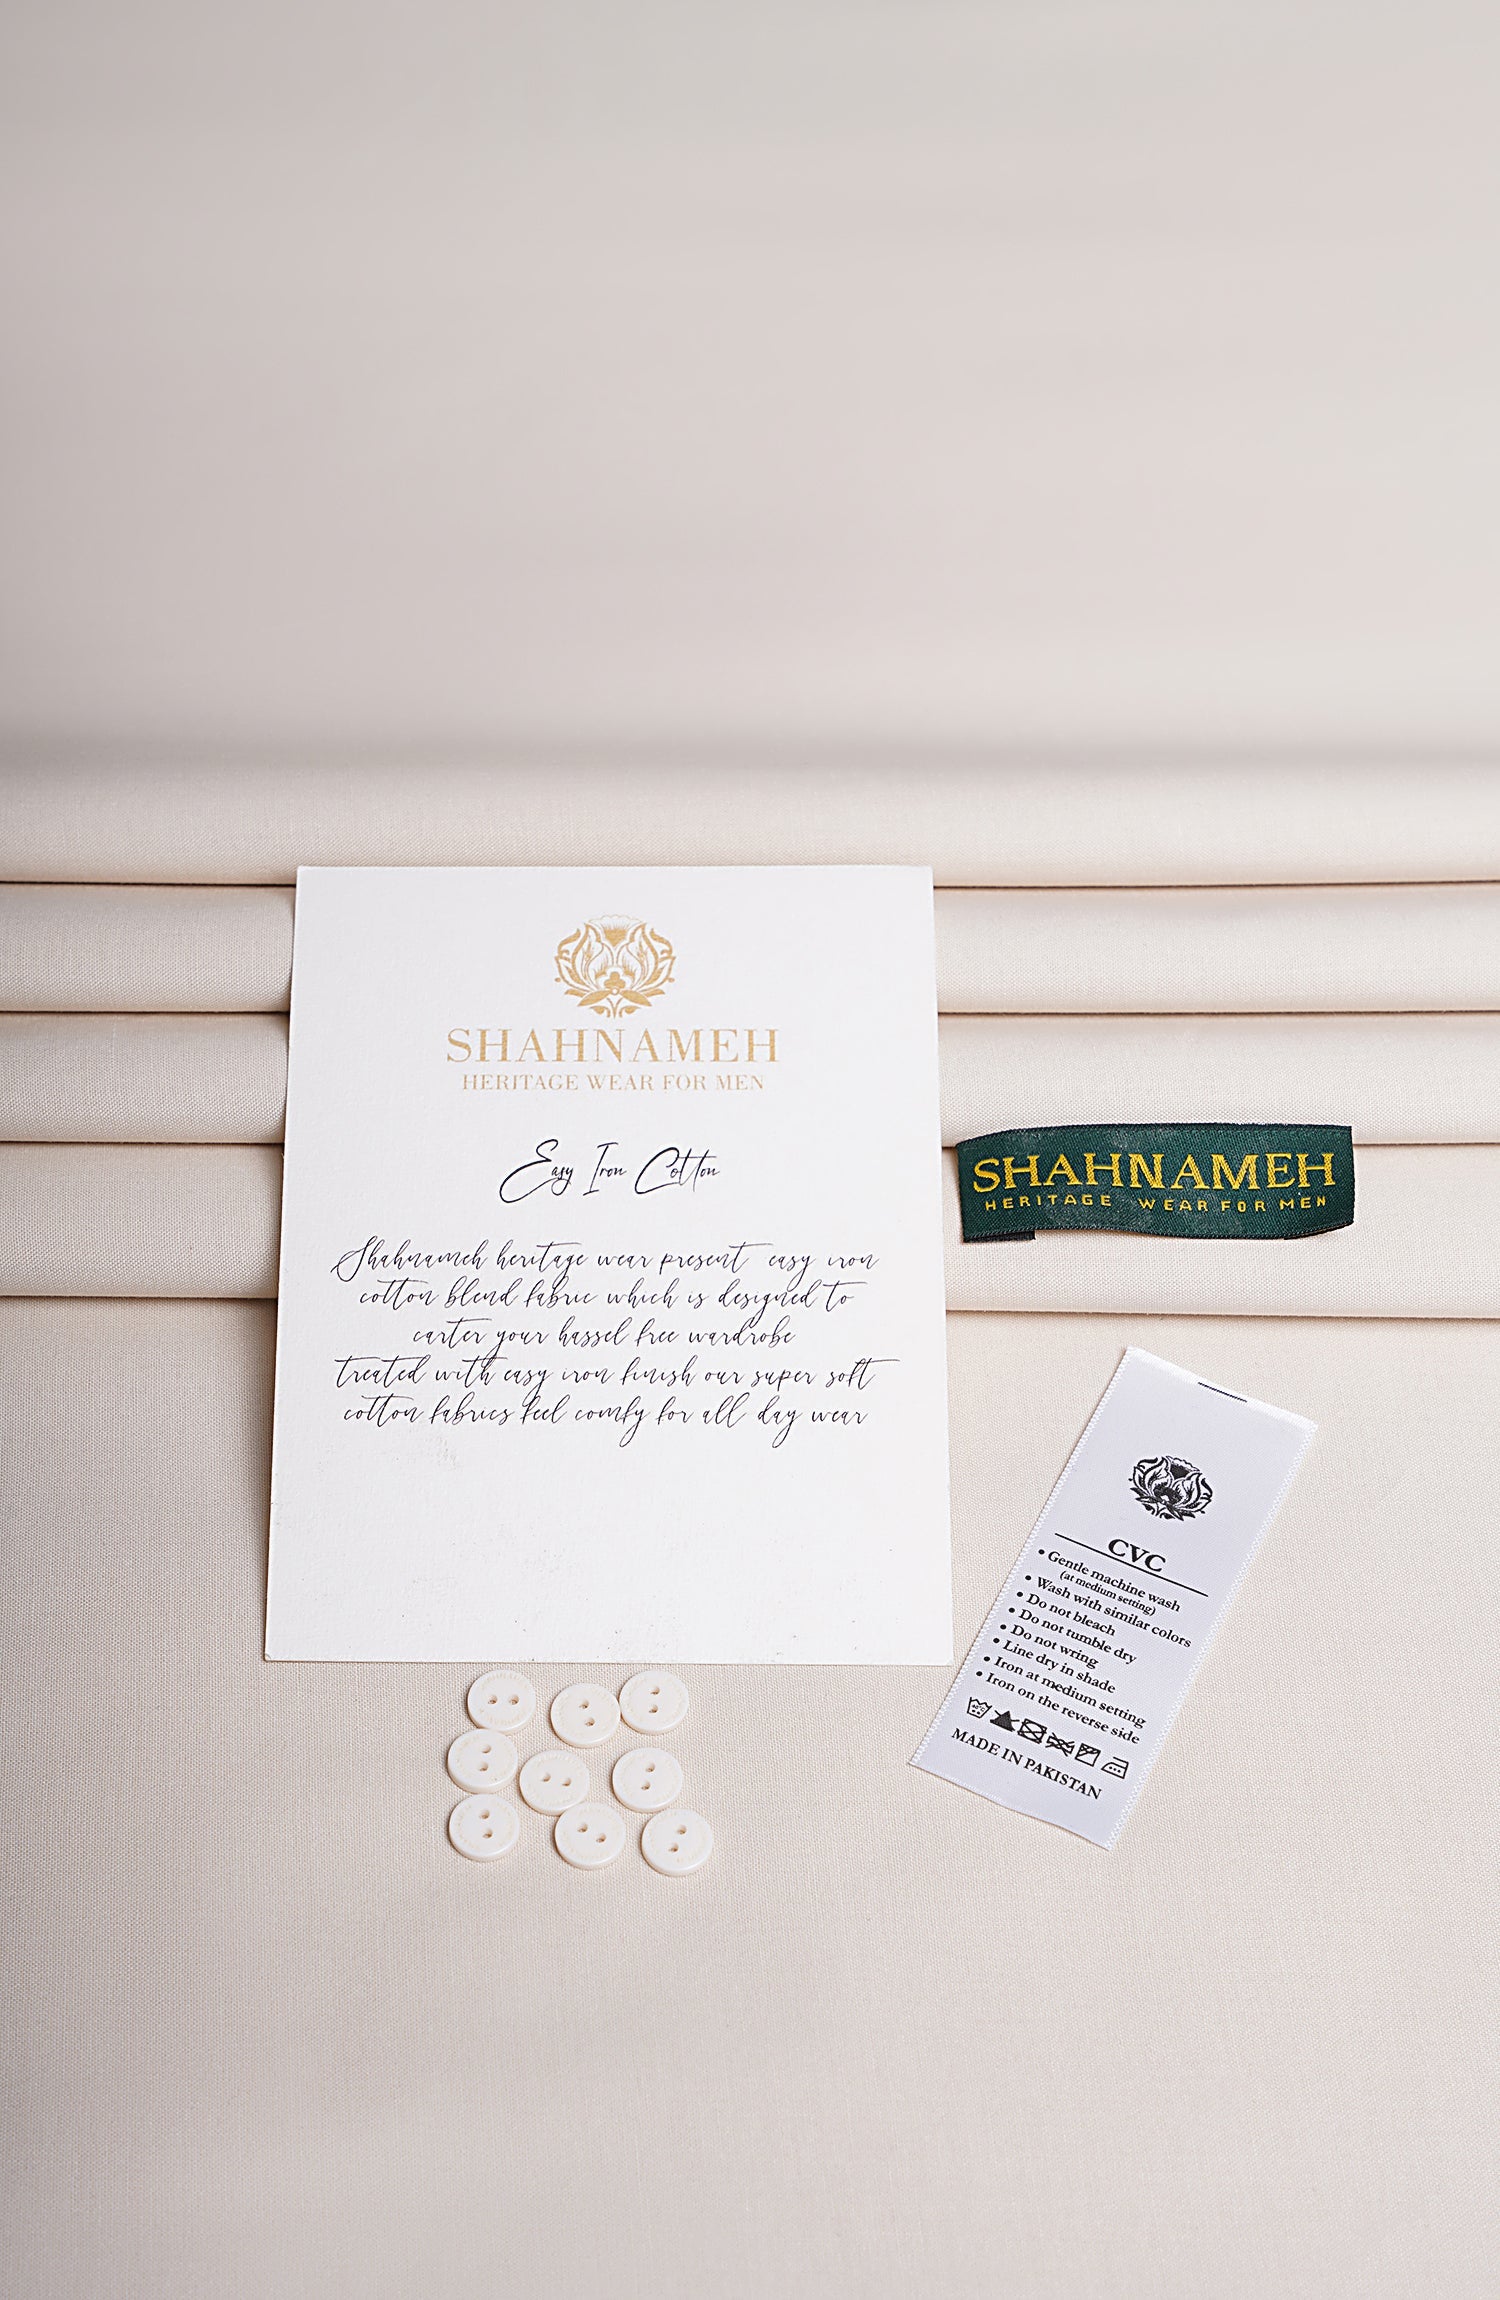 SHAHNAMEH
HERITAGE WEAR FOR MEN
Easy Iron Cotton
Shahnameh heritage wear present easy iron
cotton blend fabric which is designed to
carter your hassel free wardrobe
treated with easy iron finish our super soft
cotton fabrics feel comfy for all day wear
SHAHNAMEH
HERITAGE WEAR FOR MEN
CVC
• Gentle machine wash
(at medium setting)
• Wash with similar colors
• Do not bleach
• Do not tumble dry
• Do not wring
• Line dry in shade
• Iron at medium setting
• Iron on the reverse side
MADE IN PAKISTAN